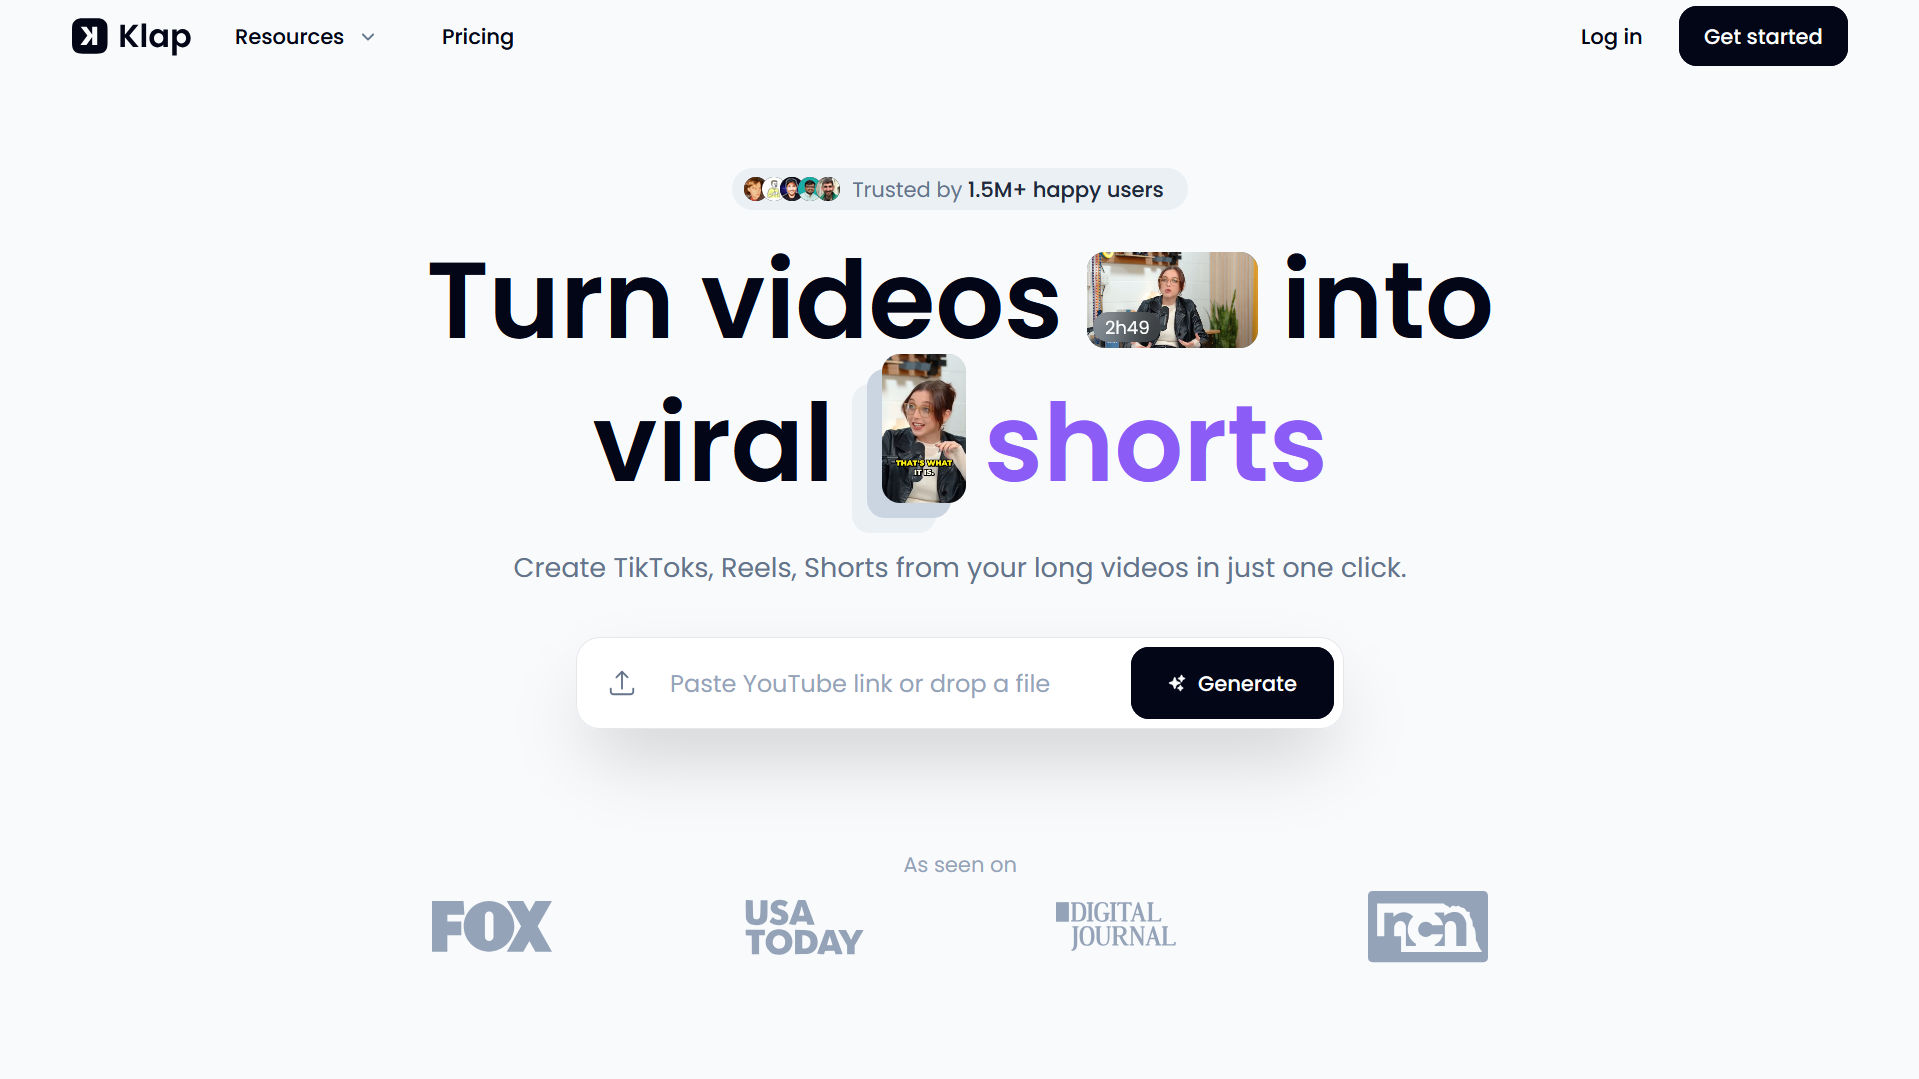 Klap
Resources
Pricing
Log in
Get started
Trusted by 1.5M+ happy users
Turn videos
2h49
into
viral
THAT'S WHAT
IT IS.
shorts
Create TikToks, Reels, Shorts from your long videos in just one click.
Paste YouTube link or drop a file
Generate
As seen on
FOX
USA
TODAY
DIGITAL
JOURNAL
ncn